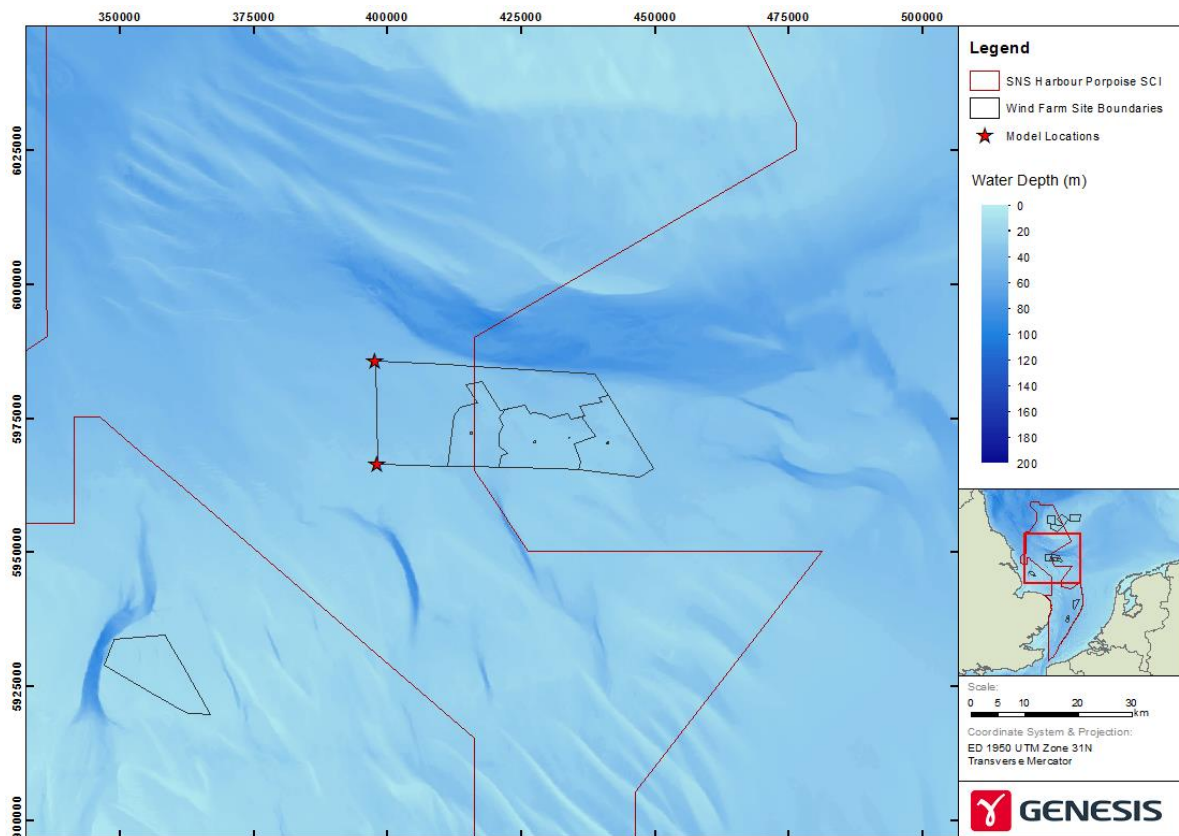 350000 375000 400000 425000 450000 475000 500000
6025000
6000000
5975000
5950000
5925000
Legend
SNS Harbour Porpoise SCI
Wind Farm Site Boundaries
Model Locations
Water Depth (m)
0
20
40
60
80
100
120
140
160
180
200
Scale:
0 5 10 20 30
km
Coordinate System & Projection:
ED 1950 UTM Zone 31N
Transverse Mercator
GENESIS